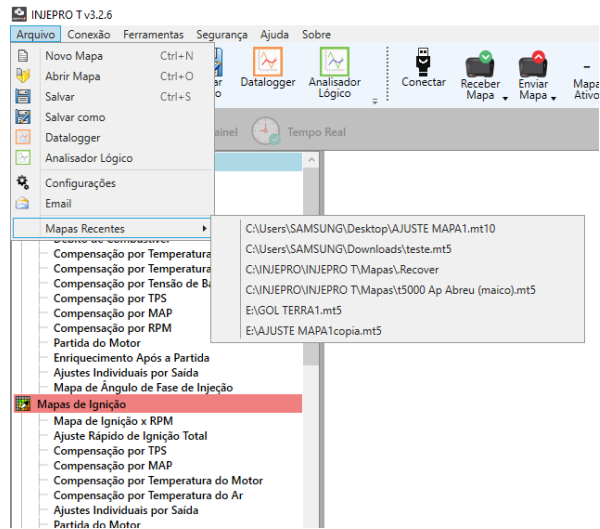 INJEPRO T v3.2.6
Arquivo Conexão Ferramentas Segurança Ajuda Sobre
Novo Mapa Ctrl+N
Abrir Mapa Ctrl+O
Salvar Ctrl+S
Salvar como
Datalogger
Analisador Lógico
Configurações
Email
Mapas Recentes
Datalogger
Analisador
Lógico
Conectar
Receber
Mapa
Enviar
Mapa
Mapa
Ativo
Tempo Real
C:\Users\SAMSUNG\Desktop\AJUSTE MAPA1.mt10
C:\Users\SAMSUNG\Downloads\teste.mt5
C:\INJEPRO\INJEPRO T\Mapas\.Recover
C:\INJEPRO\INJEPRO T\Mapas\t5000 Ap Abreu (maico).mt5
E:\GOL TERRA1.mt5
E:\AJUSTE MAPA1copia.mt5
Débito de Combustível
Compensação por Temperatura
Compensação por Temperatura
Compensação por Tensão de Ba
Compensação por TPS
Compensação por MAP
Compensação por RPM
Partida do Motor
Enriquecimento Após a Partida
Ajustes Individuais por Saída
Mapa de Ângulo de Fase de Injeção
Mapas de Ignição
Mapa de Ignição x RPM
Ajuste Rápido de Ignição Total
Compensação por TPS
Compensação por MAP
Compensação por Temperatura do Motor
Compensação por Temperatura do Ar
Ajustes Individuais por Saída
Partida do Motor